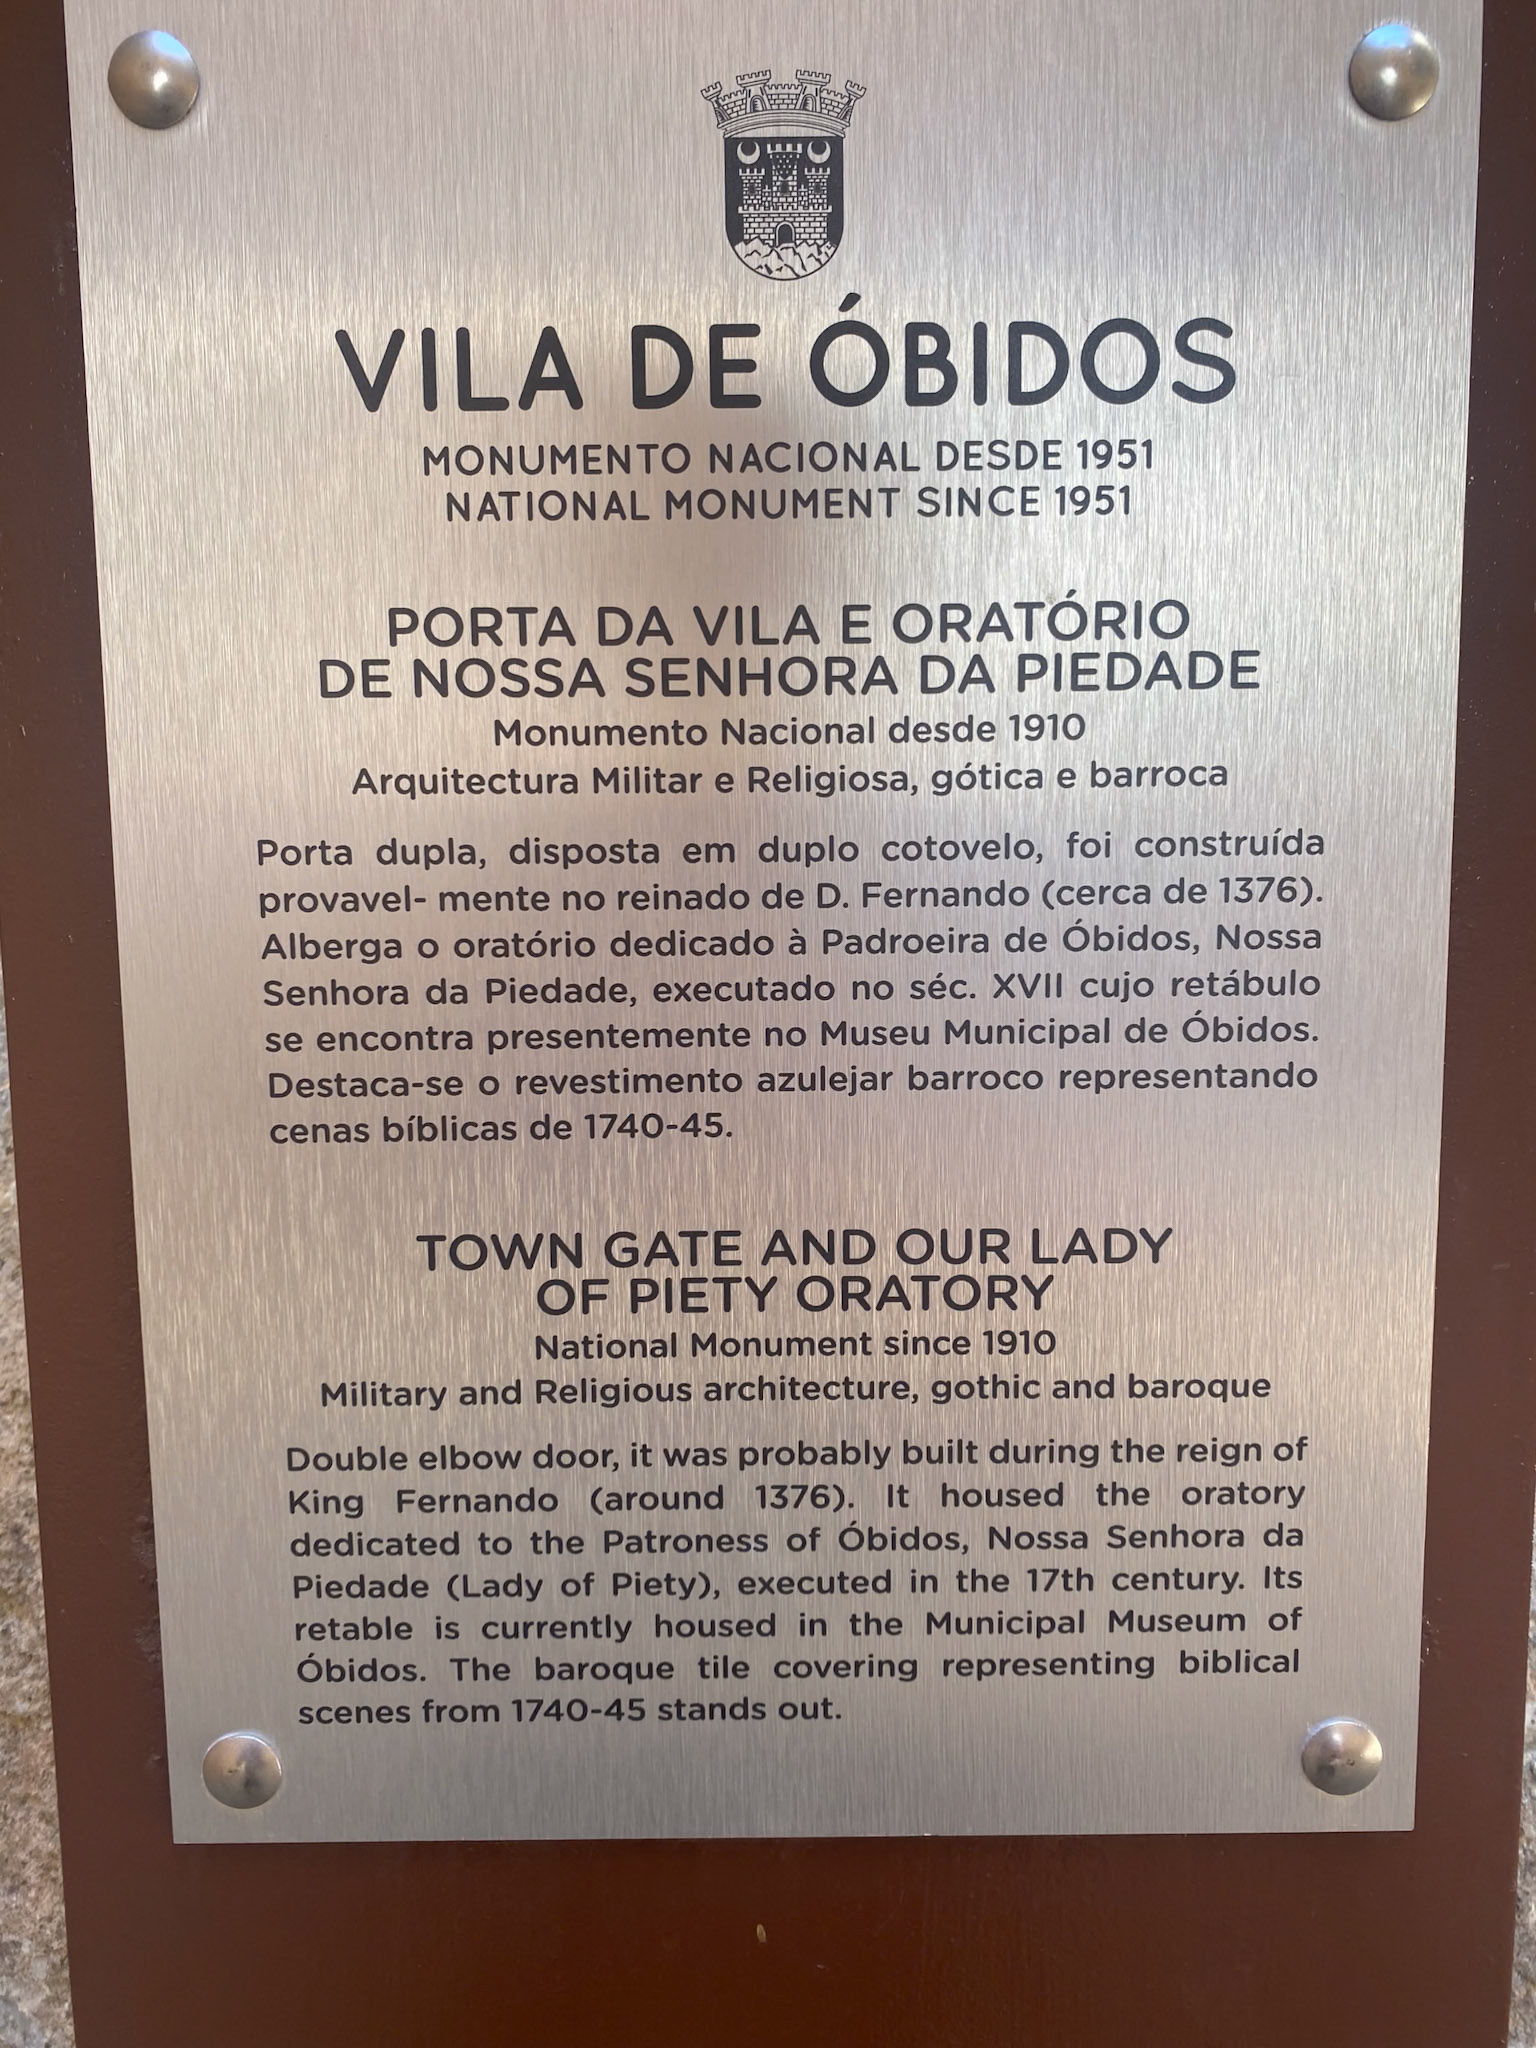 VILA DE ÓBIDOS
MONUMENTO NACIONAL DESDE 1951
NATIONAL MONUMENT SINCE 1951
PORTA DA VILA E ORATÓRIO
DE NOSSA SENHORA DA PIEDADE
Monumento Nacional desde 1910
Arquitectura Militar e Religiosa, gótica e barroca
Porta dupla, disposta em duplo cotovelo, foi construída
provavel- mente no reinado de D. Fernando (cerca de 1376).
Alberga o oratório dedicado à Padroeira de Óbidos, Nossa
Senhora da Piedade, executado no séc. XVII cujo retábulo
se encontra presentemente no Museu Municipal de Óbidos.
Destaca-se o revestimento azulejar barroco representando
cenas bíblicas de 1740-45.
TOWN GATE AND OUR LADY
OF PIETY ORATORY
National Monument since 1910
Military and Religious architecture, gothic and baroque
Double elbow door, it was probably built during the reign of
King Fernando (around 1376). It housed the oratory
dedicated to the Patroness of Óbidos, Nossa Senhora da
Piedade (Lady of Piety), executed in the 17th century. Its
retable is currently housed in the Municipal Museum of
Óbidos. The baroque tile covering representing biblical
scenes from 1740-45 stands out.